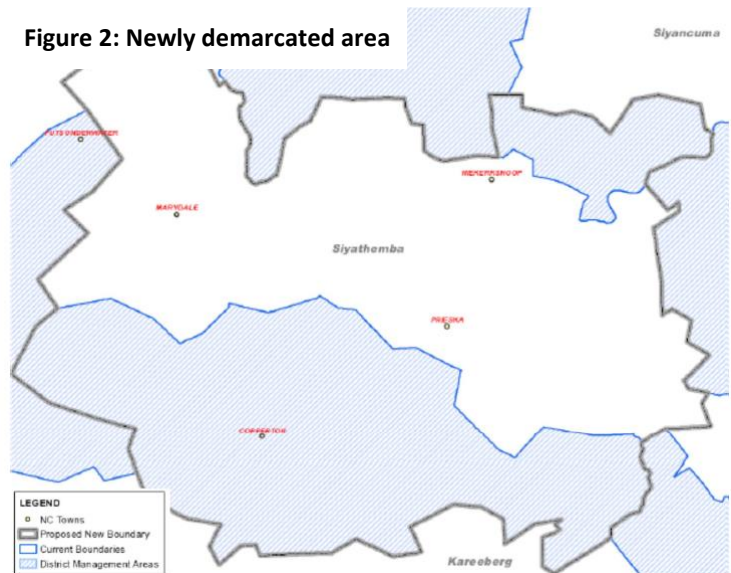 Figure 2: Newly demarcated area
Siyancuma
PUTSONDERWATER
NIEKERKSHOOP
MARYDALE
Siyathemba
PRIESKA
COPPERTON
LEGEND
NC Towns
Proposed New Boundary
Current Boundaries
District Management Areas
Kareeberg